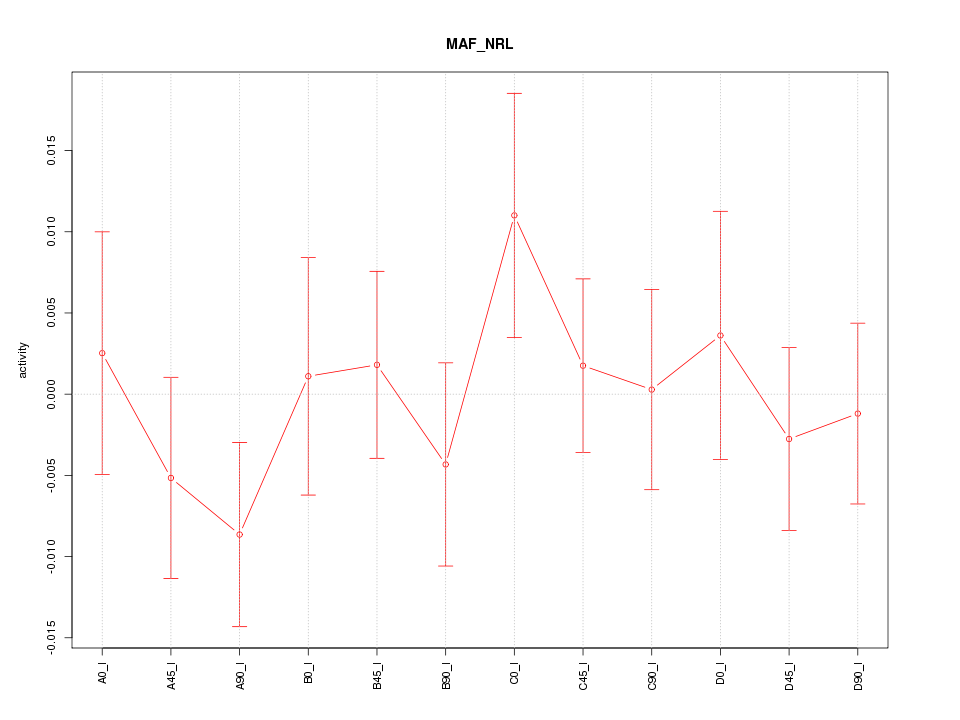 MAF_NRL
activity
0.015
0.010
0.005
0.000
-0.005
-0.010
-0.015
A0_I
A45_I
A90_I
B0_I
B45_I
B90_I
C0_I
C45_I
C90_I
D0_I
D45_I
D90_I